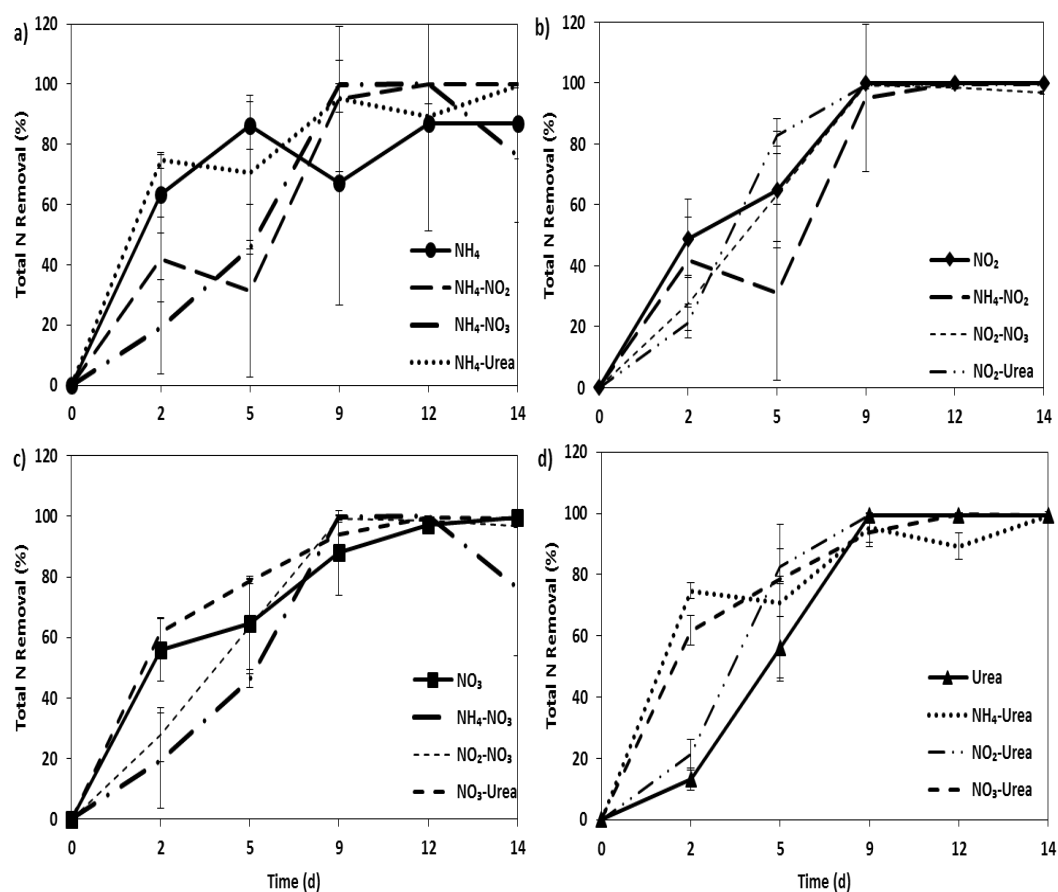 a)
Total N Removal (%)
120
100
80
60
40
20
0
0 2 5 9 12 14
NH₄
NH₄-NO₂
NH₄-NO₃
NH₄-Urea
b)
Total N Removal (%)
120
100
80
60
40
20
0
0 2 5 9 12 14
NO₂
NH₄-NO₂
NO₂-NO₃
NO₂-Urea
c)
Total N Removal (%)
120
100
80
60
40
20
0
0 2 5 9 12 14
Time (d)
NO₃
NH₄-NO₃
NO₂-NO₃
NO₃-Urea
d)
Total N Removal (%)
120
100
80
60
40
20
0
0 2 5 9 12 14
Time (d)
Urea
NH₄-Urea
NO₂-Urea
NO₃-Urea